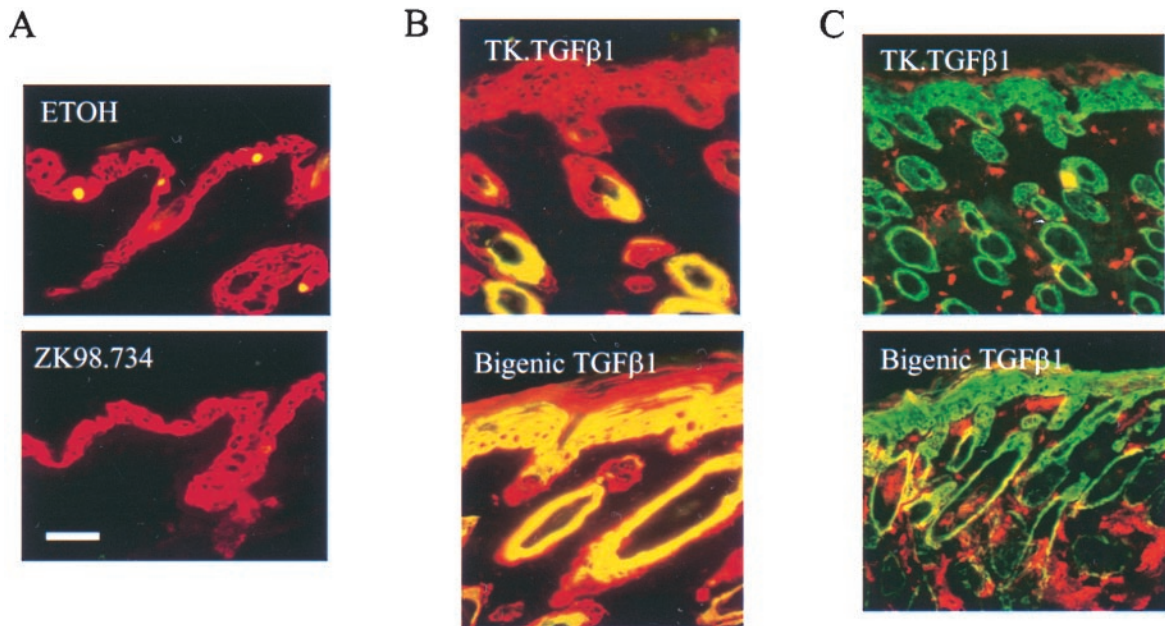 A
B
C
ETOH
ZK98.734
TK.TGFβ1
Bigenic TGFβ1
TK.TGFβ1
Bigenic TGFβ1